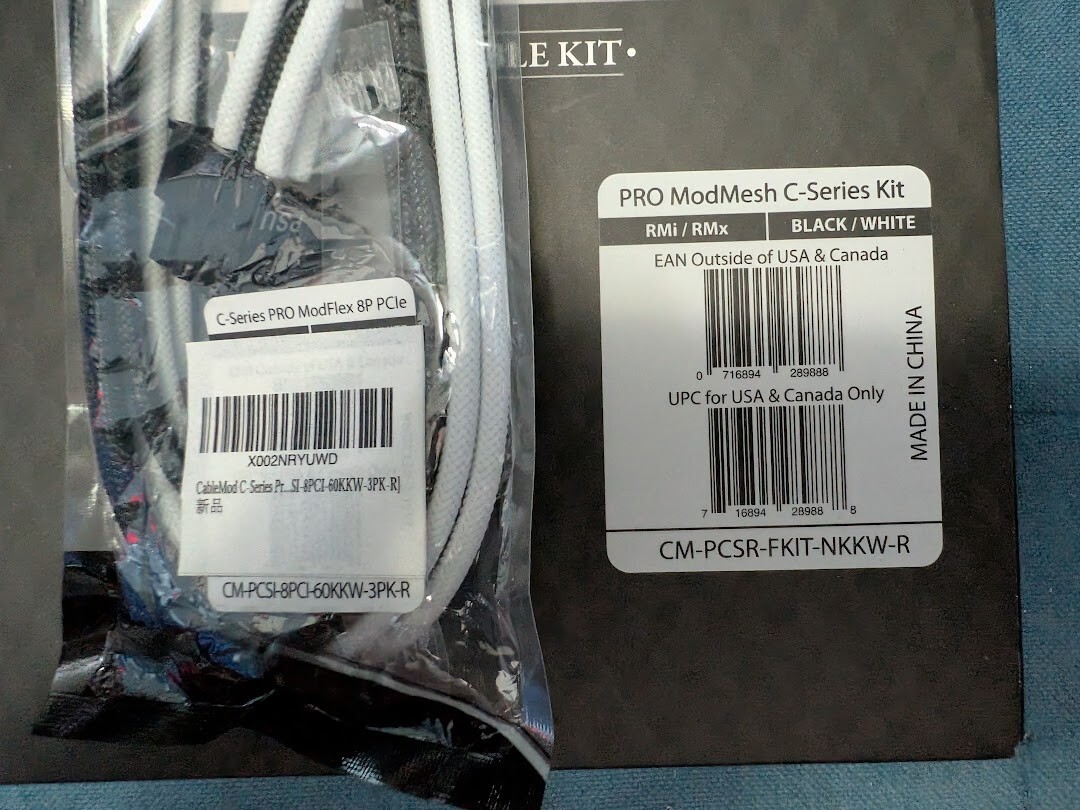 LE KIT•
PRO ModMesh C-Series Kit
RMi / RMx
BLACK / WHITE
EAN Outside of USA & Canada
0 716894 289888
UPC for USA & Canada Only
7 16894 28988 8
MADE IN CHINA
CM-PCSR-FKIT-NKKW-R
C-Series PRO ModFlex 8P PCIe
X002NRYUWD
CableMod C-Series Pr...SI-8PCI-60KKW-3PK-R]
新品
CM-PCSI-8PCI-60KKW-3PK-R